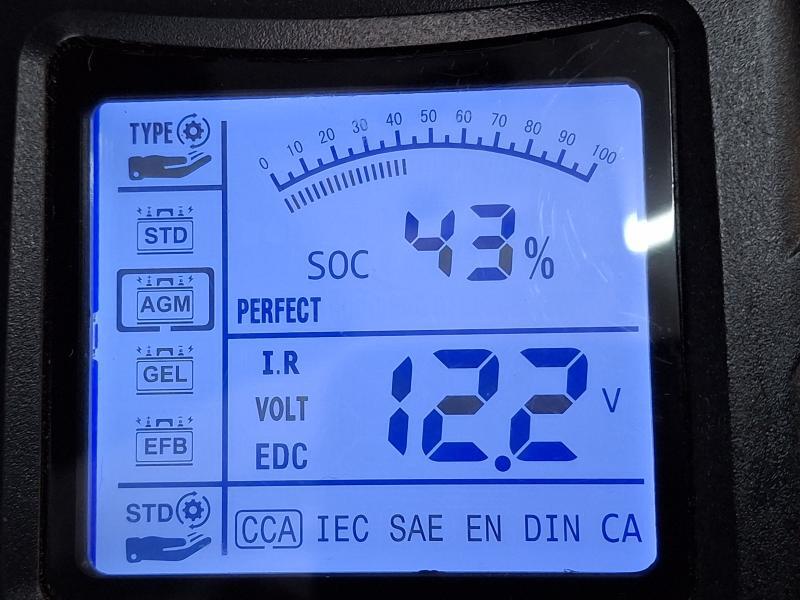 TYPE
0 10 20 30 40 50 60 70 80 90 100
STD
SOC 43%
AGM
PERFECT
GEL
I.R
VOLT 12.2 V
EFB
EDC
STD
CCA IEC SAE EN DIN CA